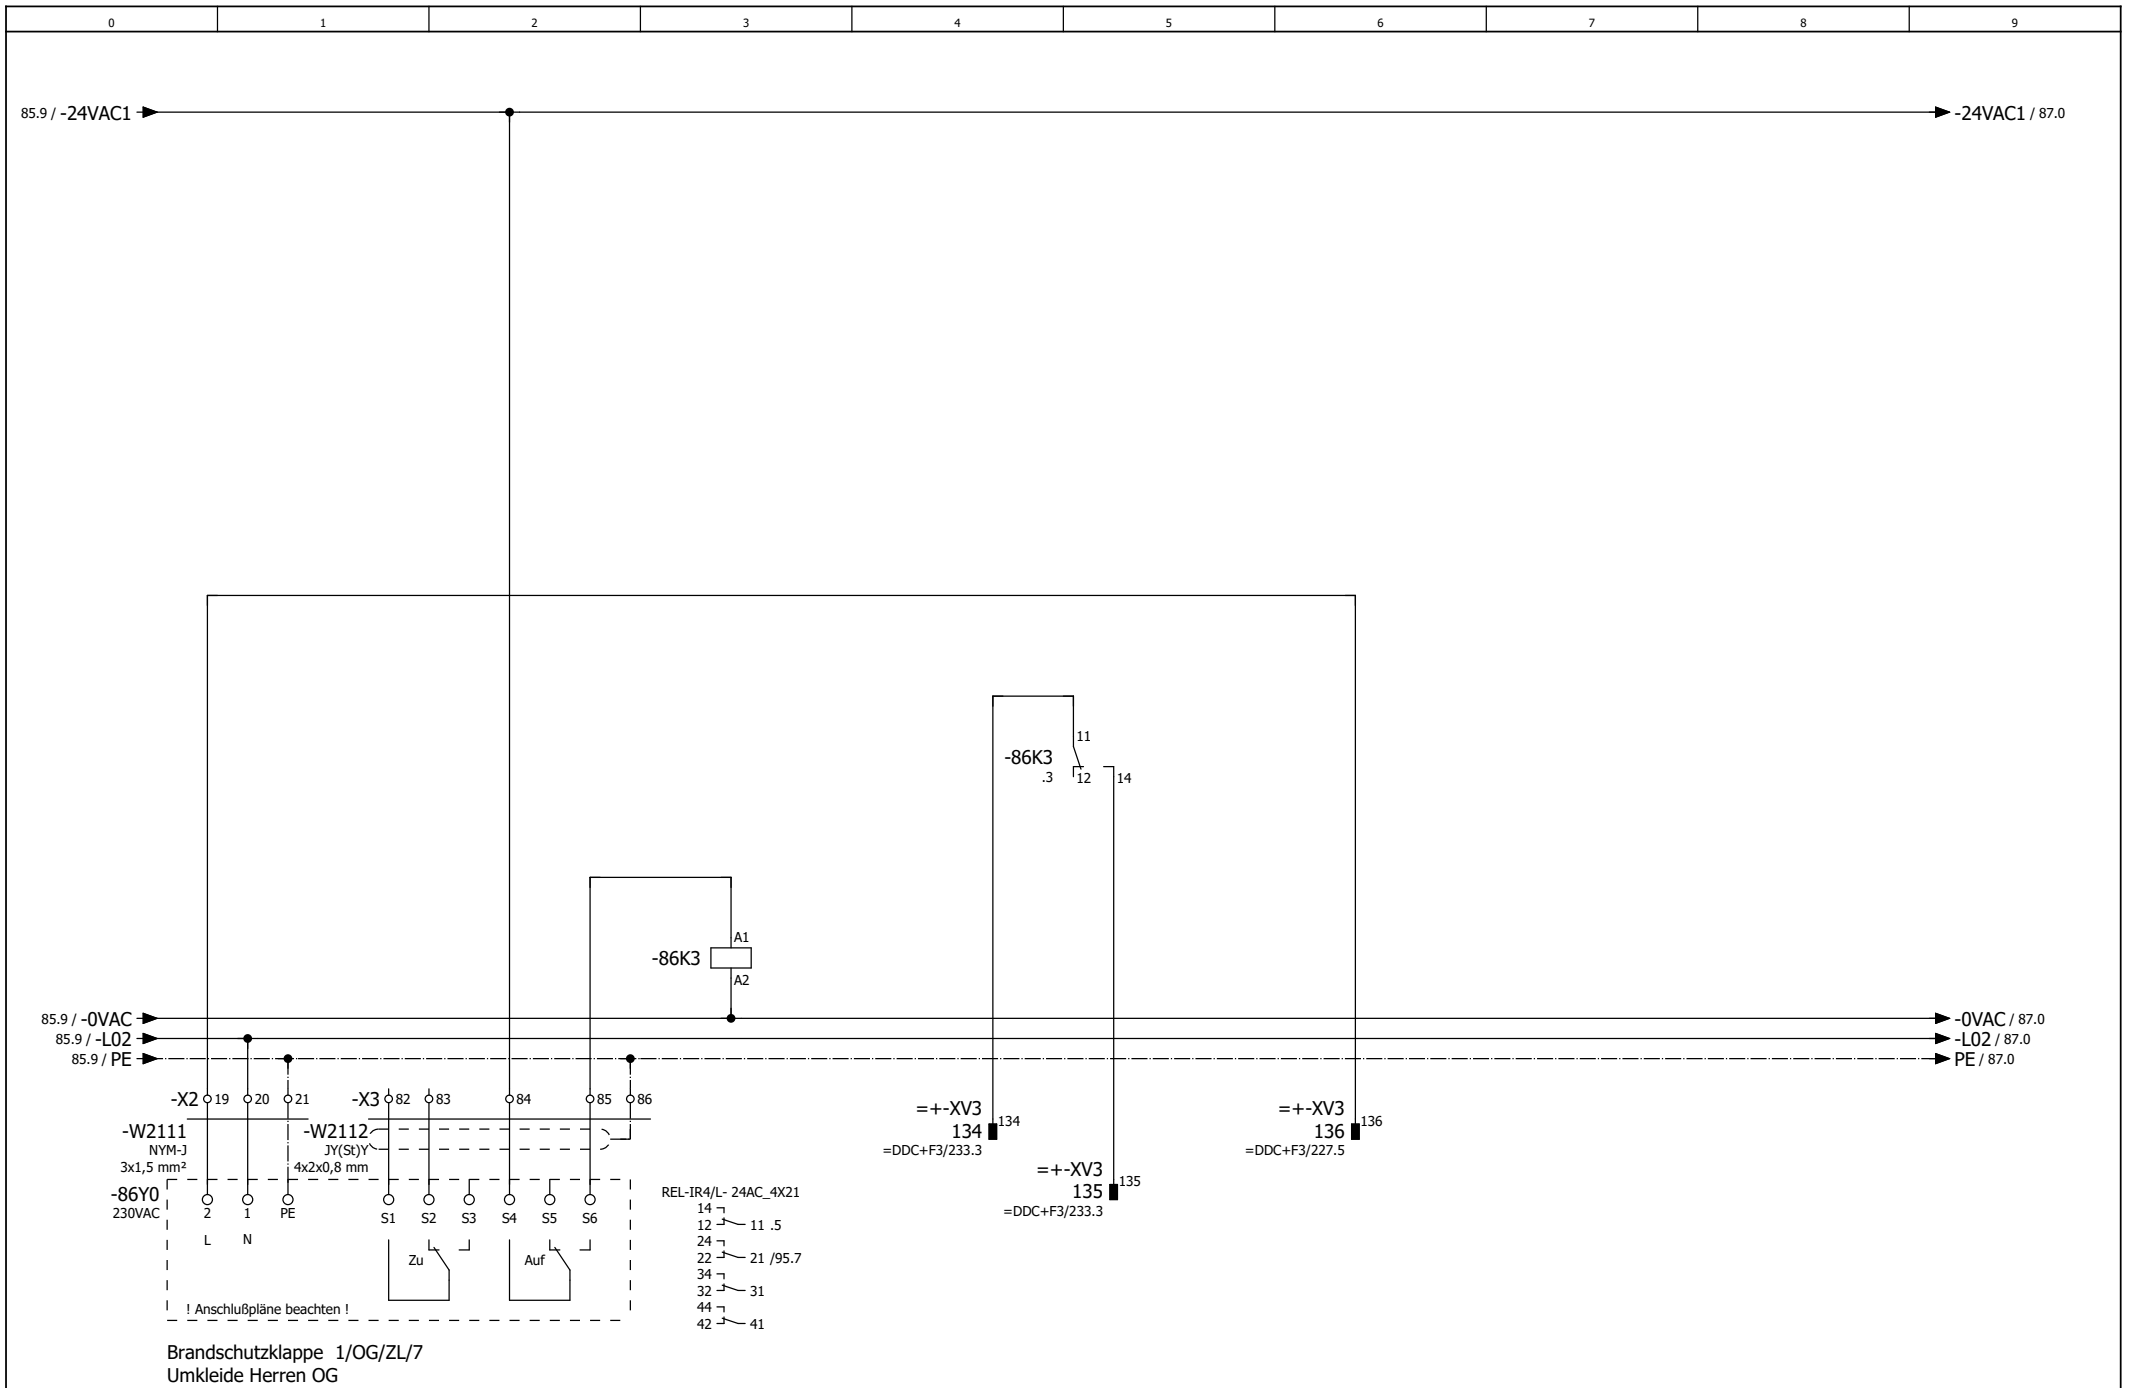 0 1 2 3 4 5 6 7 8 9
85.9 / -24VAC1
-24VAC1 / 87.0
11
-86K3
.3
12 14
A1
-86K3
A2
85.9 / -0VAC
-0VAC / 87.0
85.9 / -L02
-L02 / 87.0
85.9 / PE
PE / 87.0
-X2 19 20 21
-X3 82 83 84 85 86
-W2111
NYM-J
3x1,5 mm²
-W2112
JY(St)Y
4x2x0,8 mm
=+-XV3
134 134
=DDC+F3/233.3
=+-XV3
135 135
=DDC+F3/233.3
=+-XV3
136 136
=DDC+F3/227.5
-86Y0
230VAC
2 1 PE S1 S2 S3 S4 S5 S6
L N
Zu Auf
! Anschlußpläne beachten !
REL-IR4/L- 24AC_4X21
14
12 11 .5
24
22 21 /95.7
34
32 31
44
42 41
Brandschutzklappe 1/OG/ZL/7
Umkleide Herren OG